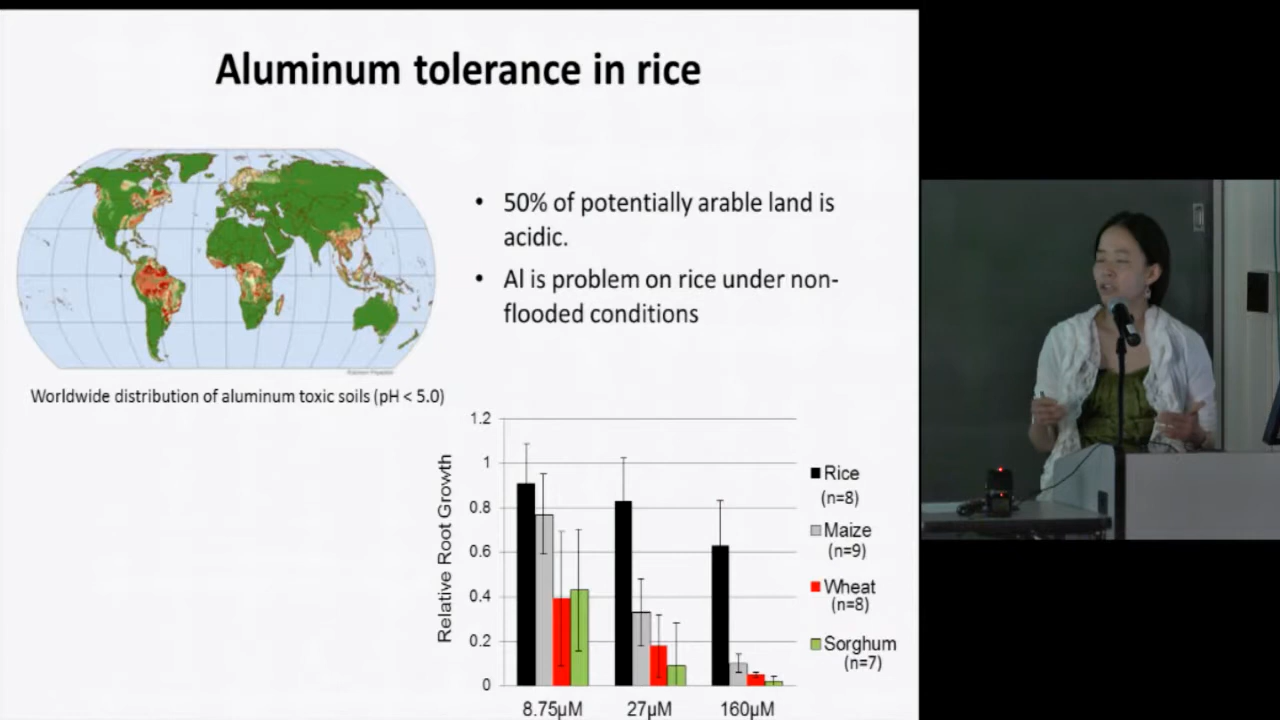 Aluminum tolerance in rice
• 50% of potentially arable land is
acidic.
• Al is problem on rice under non-
flooded conditions
Worldwide distribution of aluminum toxic soils (pH < 5.0)
Relative Root Growth
1.2
1
0.8
0.6
0.4
0.2
0
8.75µM
27µM
160µM
Rice
(n=8)
Maize
(n=9)
Wheat
(n=8)
Sorghum
(n=7)